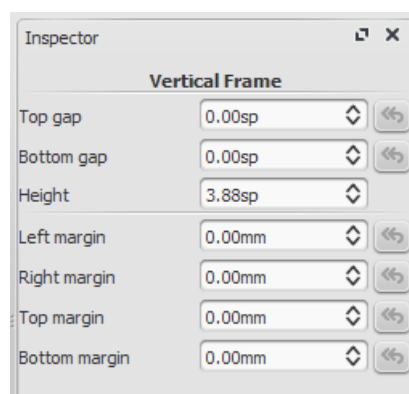 Inspector
Vertical Frame
Top gap 0.00sp
Bottom gap 0.00sp
Height 3.88sp
Left margin 0.00mm
Right margin 0.00mm
Top margin 0.00mm
Bottom margin 0.00mm